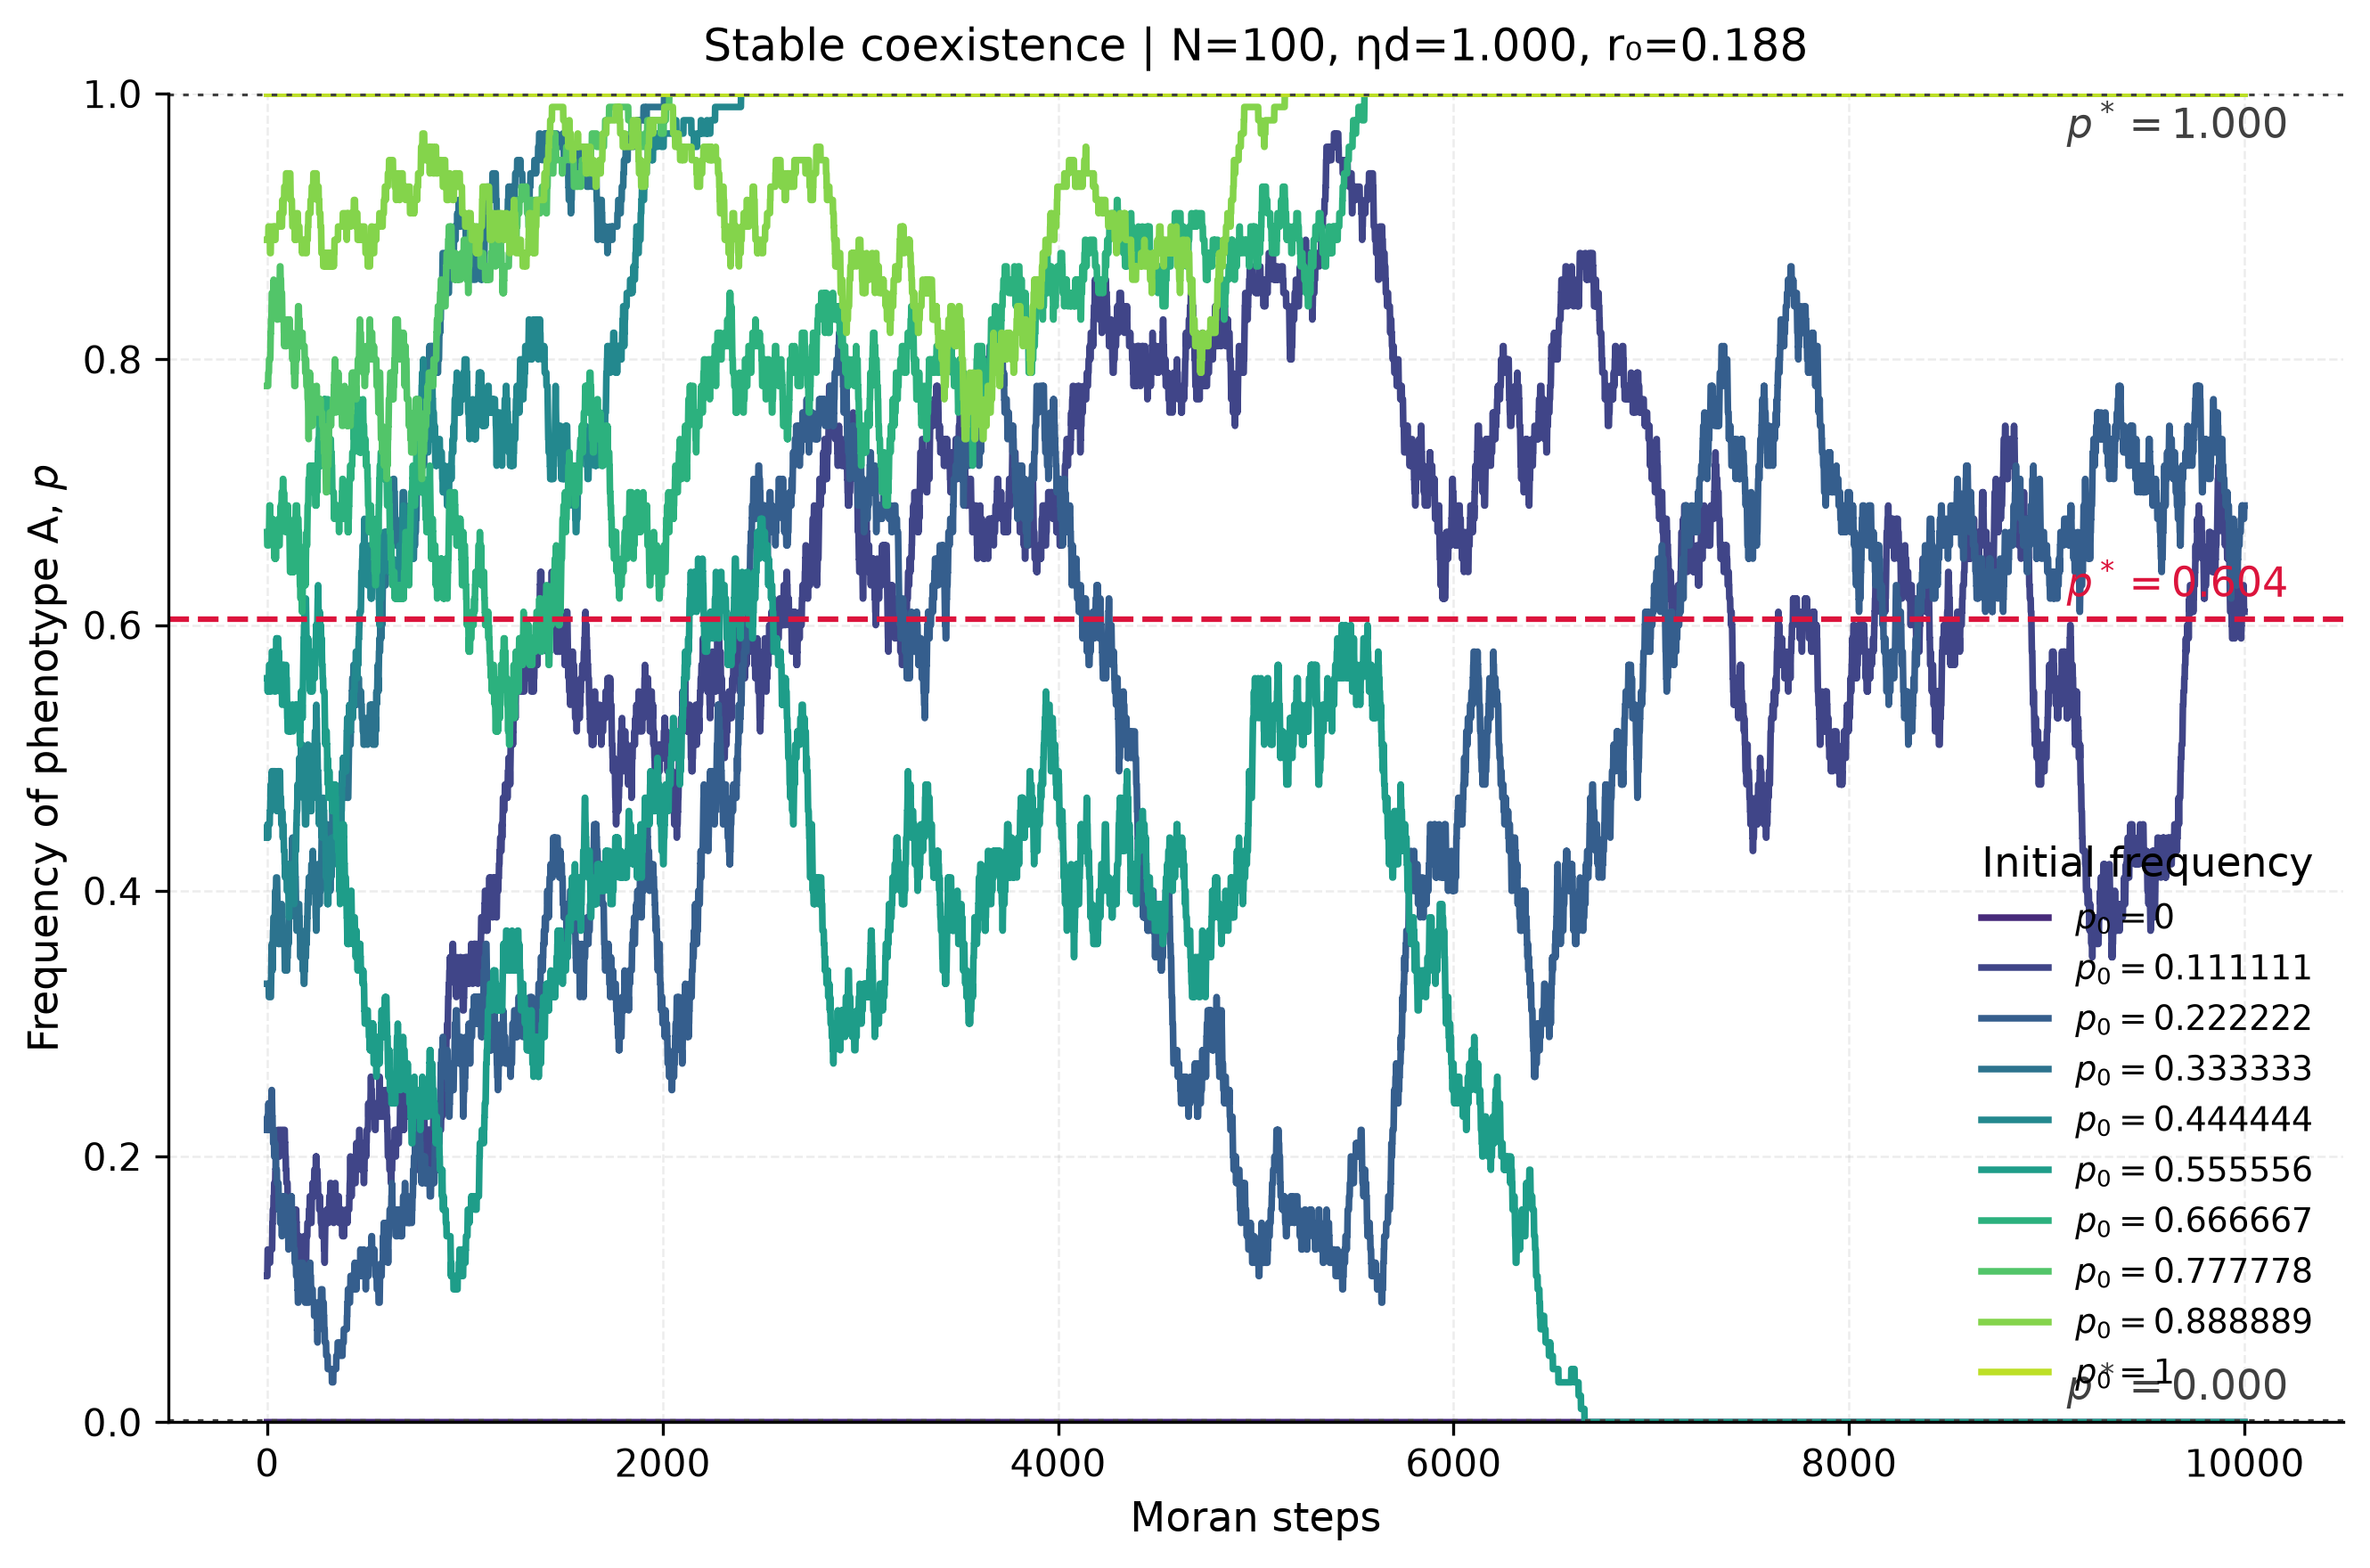 Stable coexistence | N=100, ηd=1.000, r₀=0.188
Frequency of phenotype A, p
1.0
0.8
0.6
0.4
0.2
0.0
p* = 1.000
p* = 0.604
Initial frequency
p₀ = 0
p₀ = 0.111111
p₀ = 0.222222
p₀ = 0.333333
p₀ = 0.444444
p₀ = 0.555556
p₀ = 0.666667
p₀ = 0.777778
p₀ = 0.888889
p₀ = 1
p* = 0.000
0 2000 4000 6000 8000 10000
Moran steps